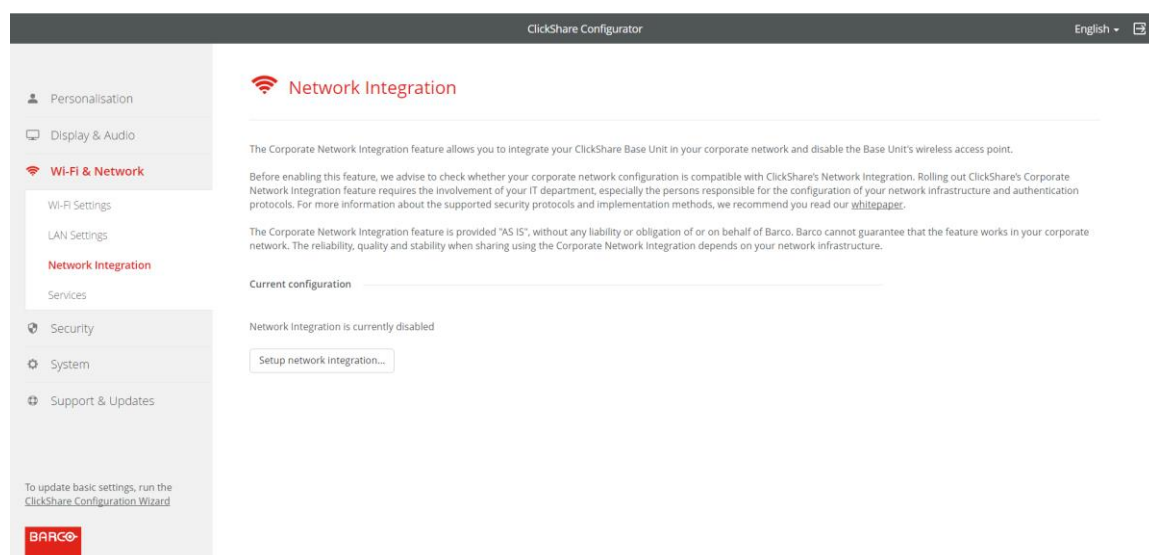 ClickShare Configurator
English
Personalisation
Display & Audio
Wi-Fi & Network
Wi-Fi Settings
LAN Settings
Network Integration
Services
Security
System
Support & Updates
To update basic settings, run the
ClickShare Configuration Wizard
BARCO
Network Integration
The Corporate Network Integration feature allows you to integrate your ClickShare Base Unit in your corporate network and disable the Base Unit's wireless access point.
Before enabling this feature, we advise to check whether your corporate network configuration is compatible with ClickShare's Network Integration. Rolling out ClickShare's Corporate
Network Integration feature requires the involvement of your IT department, especially the persons responsible for the configuration of your network infrastructure and authentication
protocols. For more information about the supported security protocols and implementation methods, we recommend you read our whitepaper.
The Corporate Network Integration feature is provided "AS IS", without any liability or obligation of or on behalf of Barco. Barco cannot guarantee that the feature works in your corporate
network. The reliability, quality and stability when sharing using the Corporate Network Integration depends on your network infrastructure.
Current configuration
Network Integration is currently disabled
Setup network integration...